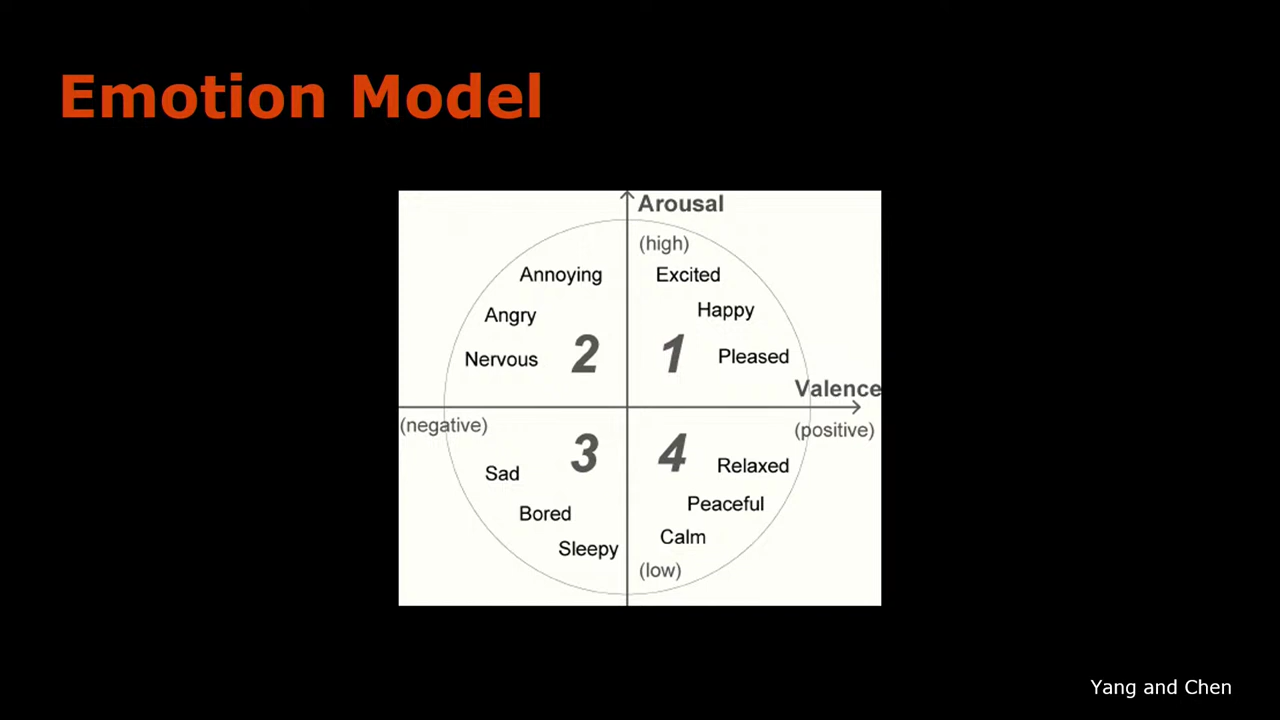 Emotion Model
Arousal
(high)
Annoying
Excited
Angry
Happy
2
1
Nervous
Pleased
Valence
(negative)
(positive)
3
4
Sad
Relaxed
Bored
Peaceful
Sleepy
Calm
(low)
Yang and Chen